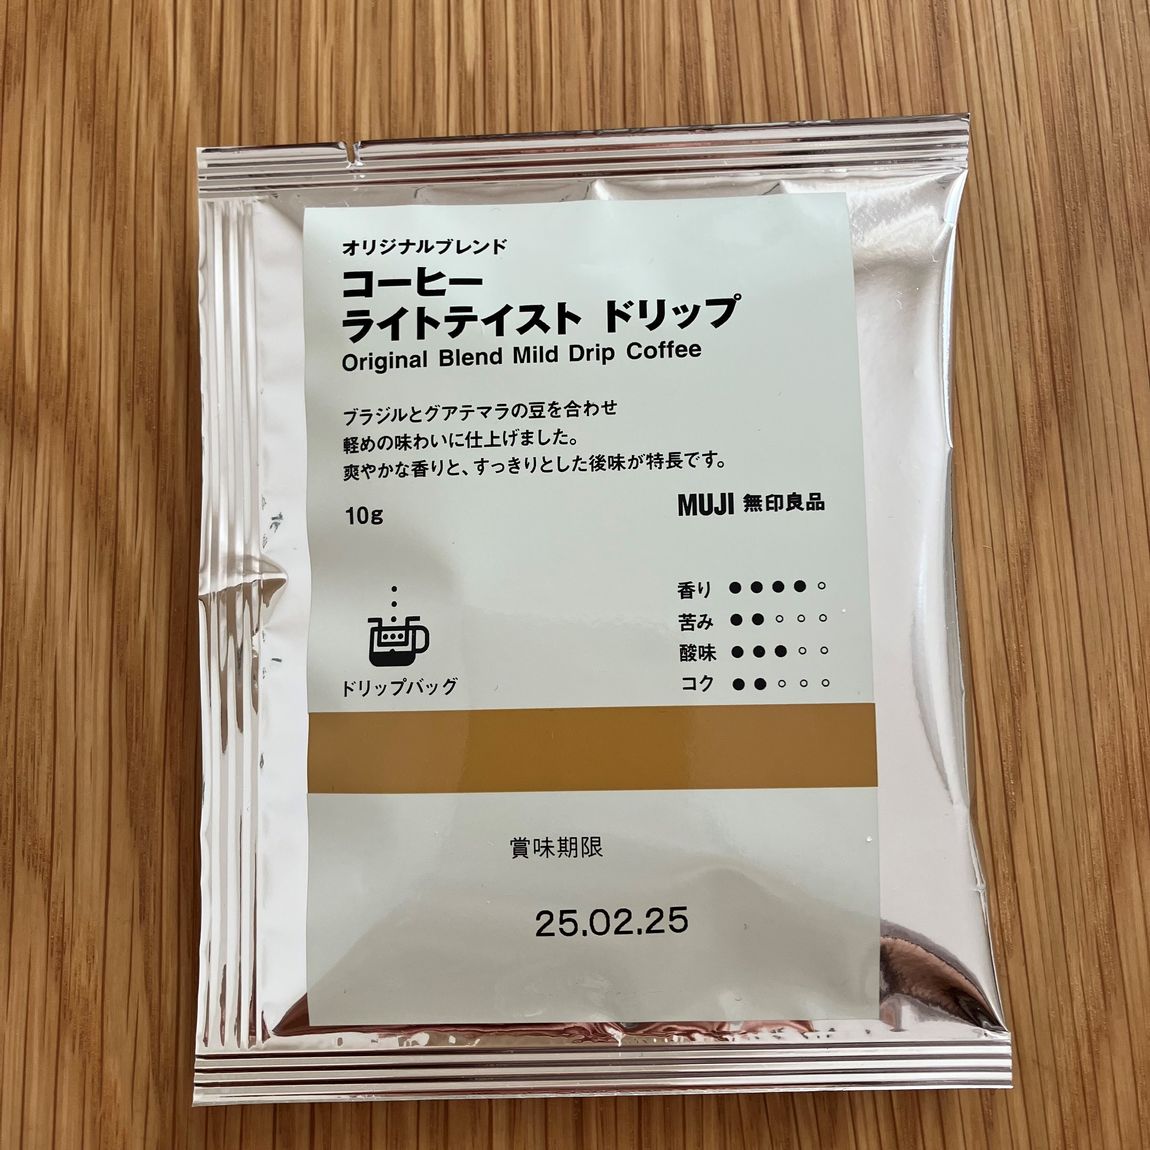 オリジナルブレンド
コーヒー
ライトテイスト ドリップ
Original Blend Mild Drip Coffee
ブラジルとグアテマラの豆を合わせ
軽めの味わいに仕上げました。
爽やかな香りと、すっきりとした後味が特長です。
10g
MUJI 無印良品
香り ●●●●○
苦み ●●○○○
酸味 ●●●○○
コク ●●○○○
ドリップバッグ
賞味期限
25.02.25